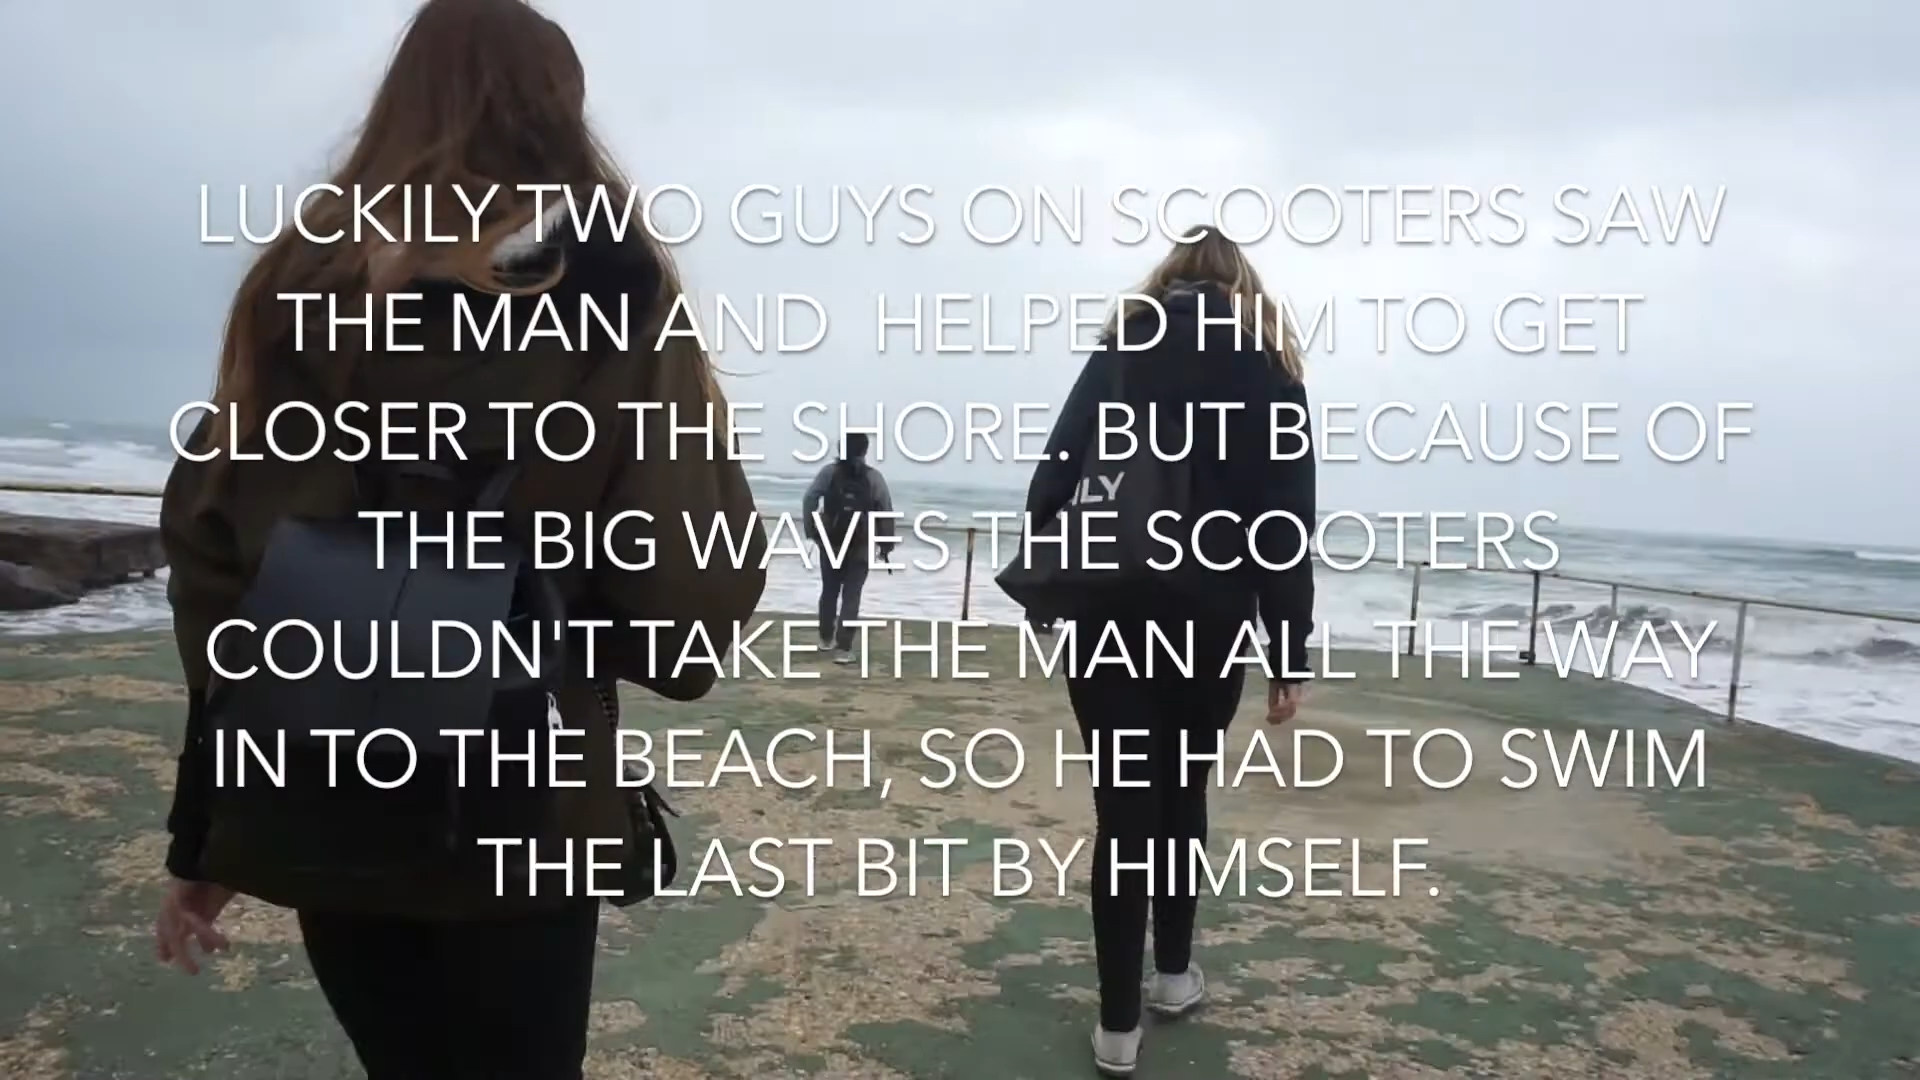 LUCKILY TWO GUYS ON SCOOTERS SAW
THE MAN AND  HELPED HIM TO GET
CLOSER TO THE SHORE. BUT BECAUSE OF
THE BIG WAVES THE SCOOTERS
COULDN'T TAKE THE MAN ALL THE WAY
IN TO THE BEACH, SO HE HAD TO SWIM
THE LAST BIT BY HIMSELF.